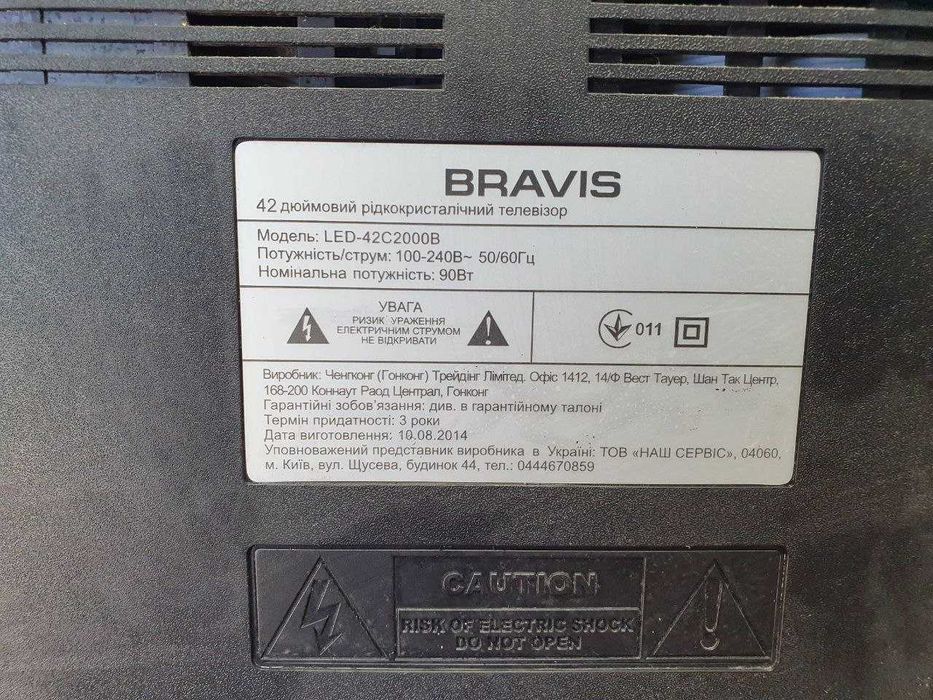 BRAVIS
42 дюймовий рідкокристалічний телевізор
Модель: LED-42C2000B
Потужність/струм: 100-240В~ 50/60Гц
Номінальна потужність: 90Вт
УВАГА
РИЗИК УРАЖЕННЯ
ЕЛЕКТРИЧНИМ СТРУМОМ
НЕ ВІДКРИВАТИ
011
Виробник: Ченгконг (Гонконг) Трейдінг Лімітед. Офіс 1412, 14/Ф Вест Тауер, Шан Так Центр,
168-200 Коннаут Раод Централ, Гонконг
Гарантійні зобов'язання: див. в гарантійному талоні
Термін придатності: 3 роки
Дата виготовлення: 10.08.2014
Уповноважений представник виробника в Україні: ТОВ «НАШ СЕРВІС», 04060,
м. Київ, вул. Щусева, будинок 44, тел.: 0444670859
CAUTION
RISK OF ELECTRIC SHOCK
DO NOT OPEN